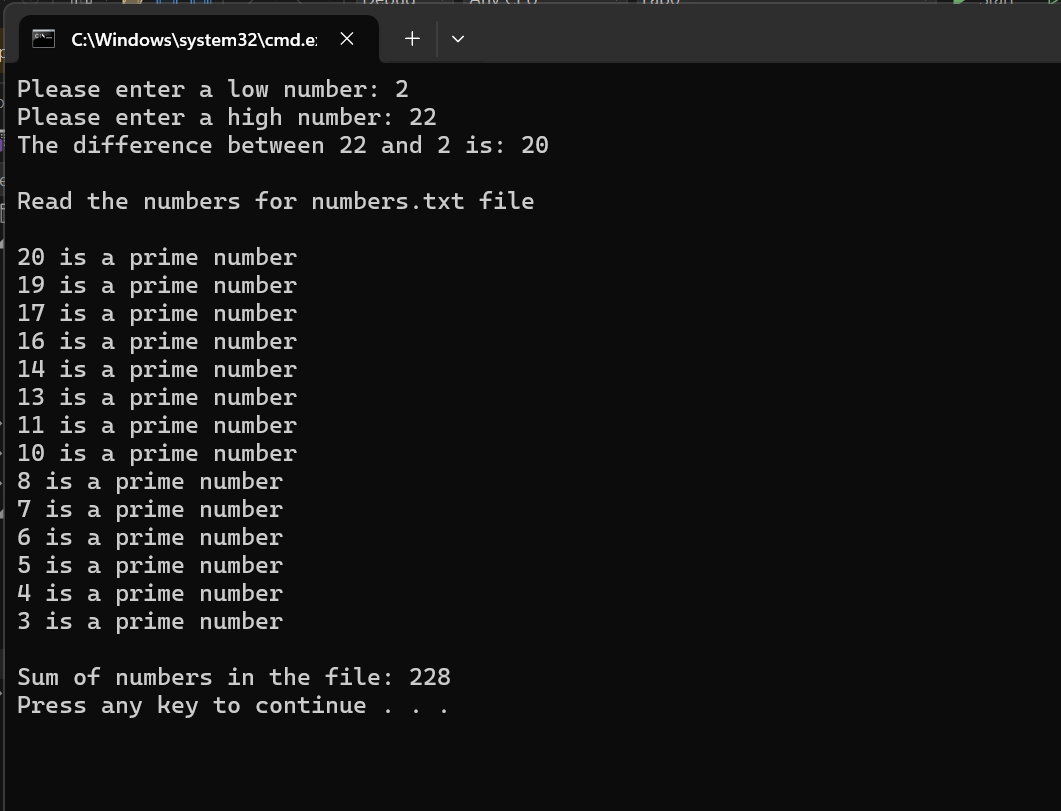 C:\Windows\system32\cmd.e
Please enter a low number: 2
Please enter a high number: 22
The difference between 22 and 2 is: 20
Read the numbers for numbers.txt file
20 is a prime number
19 is a prime number
17 is a prime number
16 is a prime number
14 is a prime number
13 is a prime number
11 is a prime number
10 is a prime number
8 is a prime number
7 is a prime number
6 is a prime number
5 is a prime number
4 is a prime number
3 is a prime number
Sum of numbers in the file: 228
Press any key to continue . . .